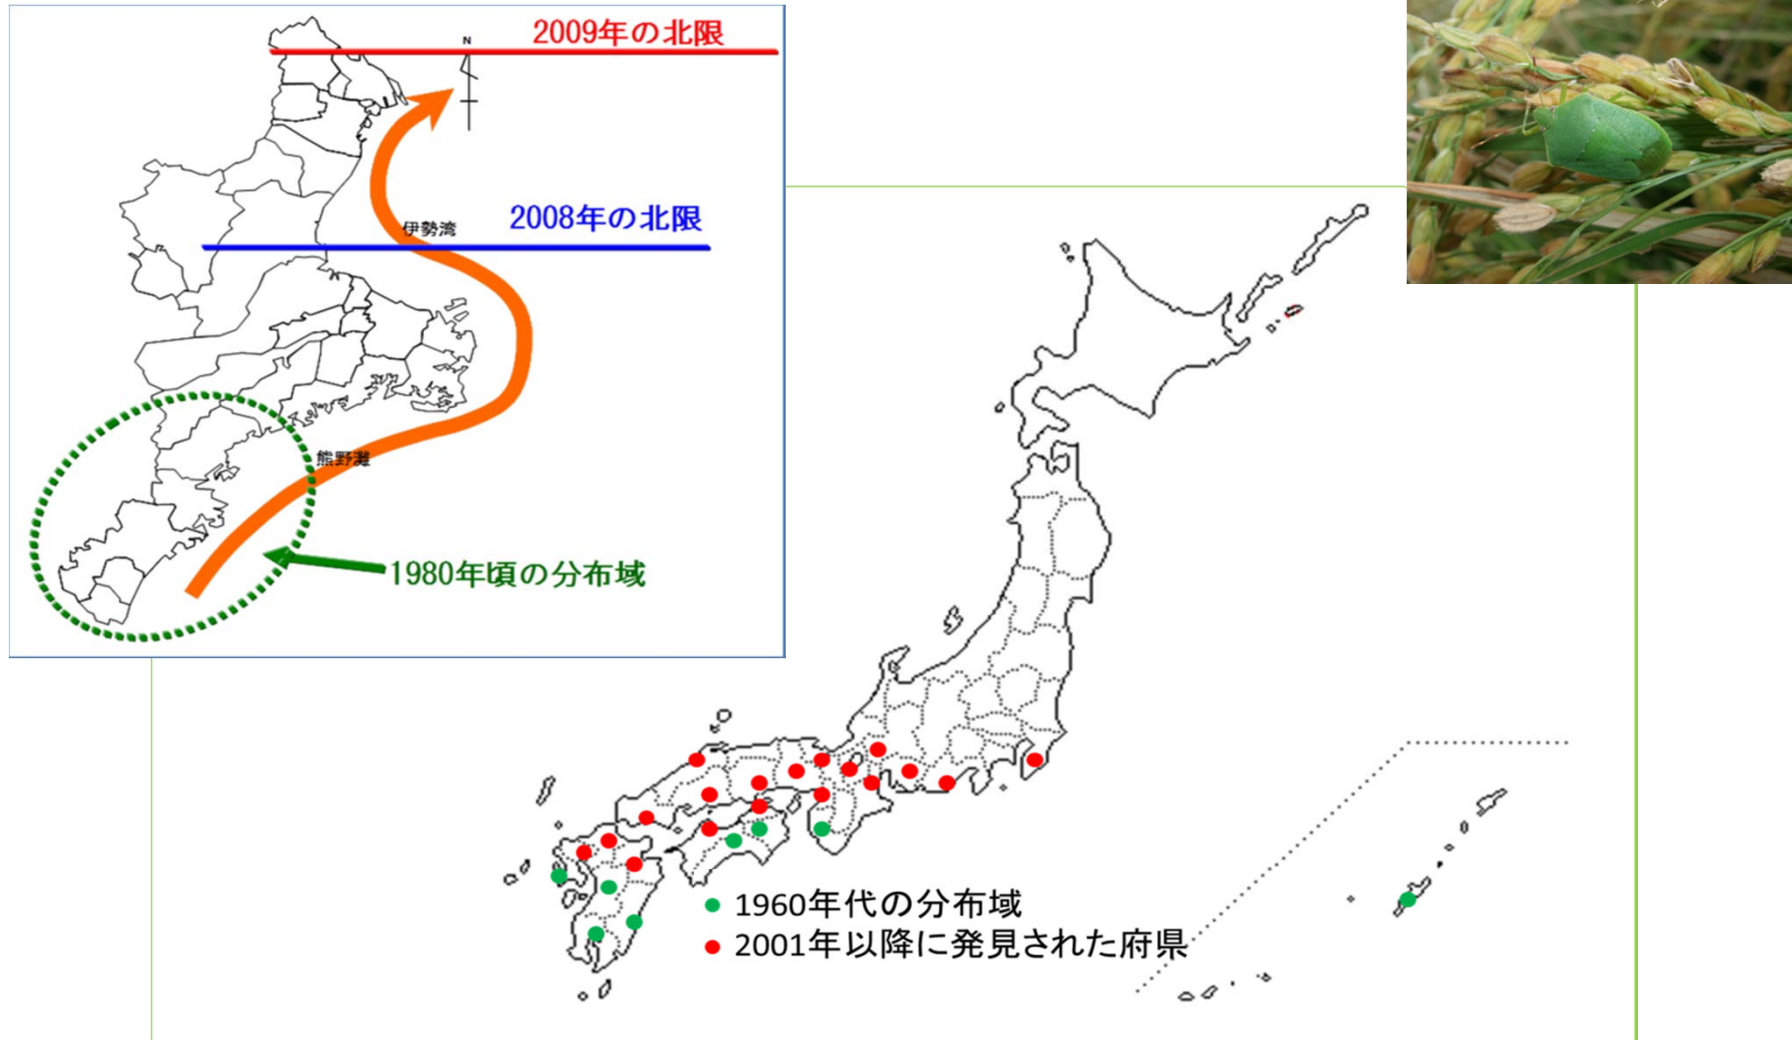 2009年の北限
N
2008年の北限
伊勢湾
熊野灘
1980年頃の分布域
1960年代の分布域
2001年以降に発見された府県